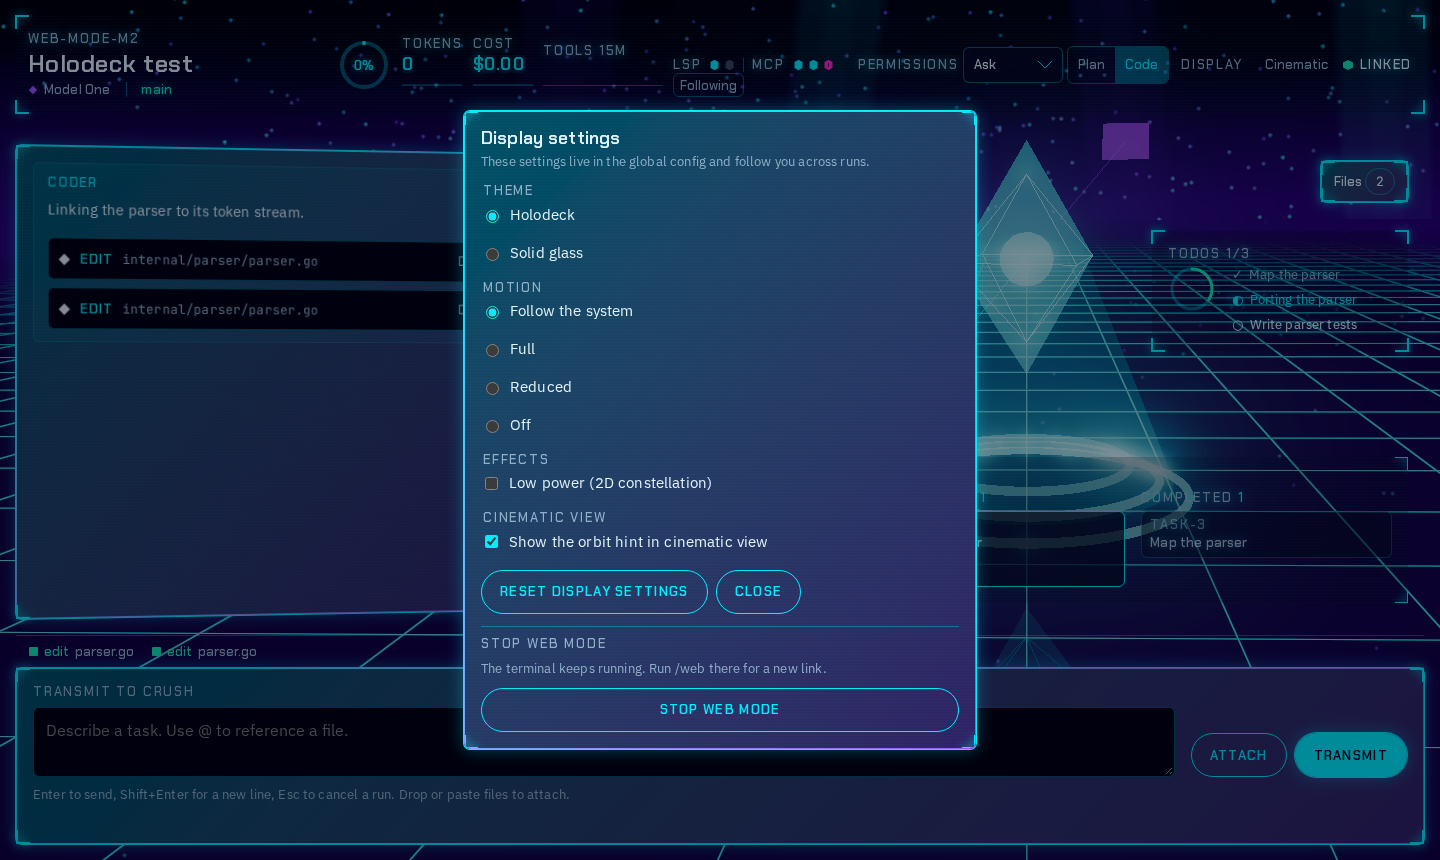 WEB-MODE-M2
Holodeck test
Model One
main
0%
TOKENS
0
COST
$0.00
TOOLS 15M
LSP
MCP
Following
PERMISSIONS
Ask
Plan
Code
DISPLAY
Cinematic
LINKED
CODER
Linking the parser to its token stream.
EDIT internal/parser/parser.go
EDIT internal/parser/parser.go
Display settings
These settings live in the global config and follow you across runs.
THEME
Holodeck
Solid glass
MOTION
Follow the system
Full
Reduced
Off
EFFECTS
Low power (2D constellation)
CINEMATIC VIEW
Show the orbit hint in cinematic view
RESET DISPLAY SETTINGS
CLOSE
STOP WEB MODE
The terminal keeps running. Run /web there for a new link.
STOP WEB MODE
Files 2
TODOS 1/3
✓ Map the parser
Porting the parser
Write parser tests
COMPLETED 1
TASK-3
Map the parser
edit parser.go
edit parser.go
TRANSMIT TO CRUSH
Describe a task. Use @ to reference a file.
ATTACH
TRANSMIT
Enter to send, Shift+Enter for a new line, Esc to cancel a run. Drop or paste files to attach.